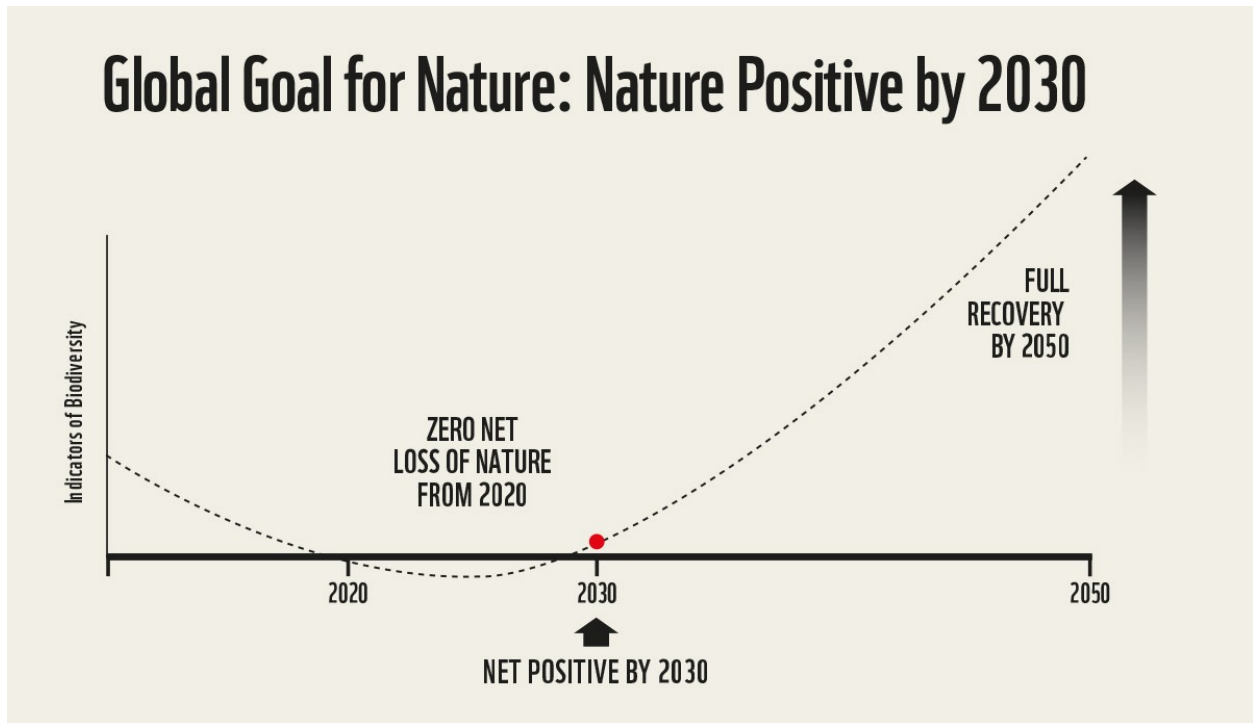 Global Goal for Nature: Nature Positive by 2030
Indicators of Biodiversity
ZERO NET
LOSS OF NATURE
FROM 2020
FULL
RECOVERY
BY 2050
2020
2030
2050
NET POSITIVE BY 2030